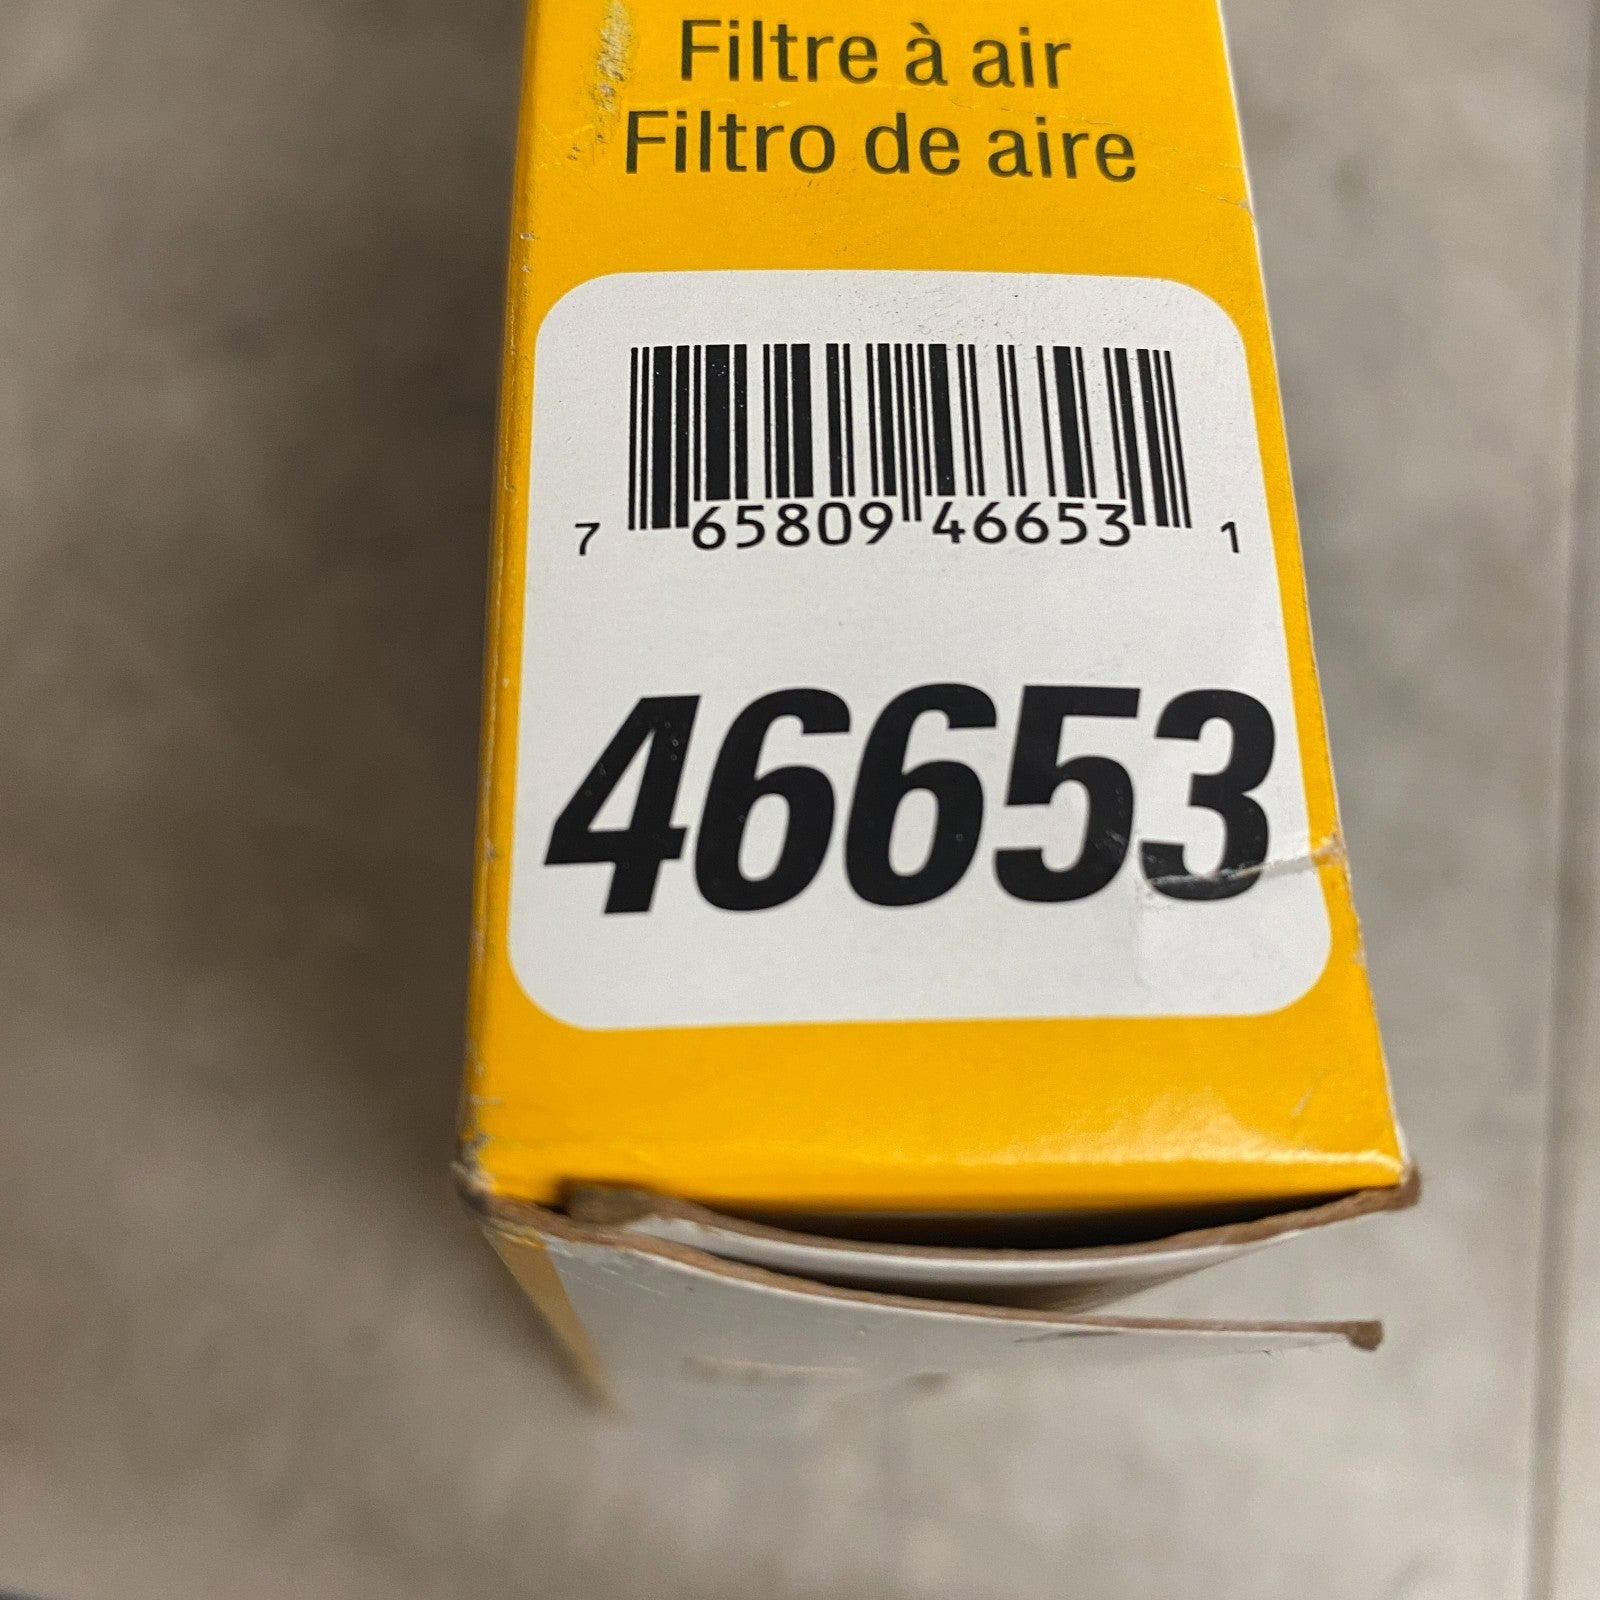 Filtre à air
Filtro de aire
7 65809 46653 1
46653